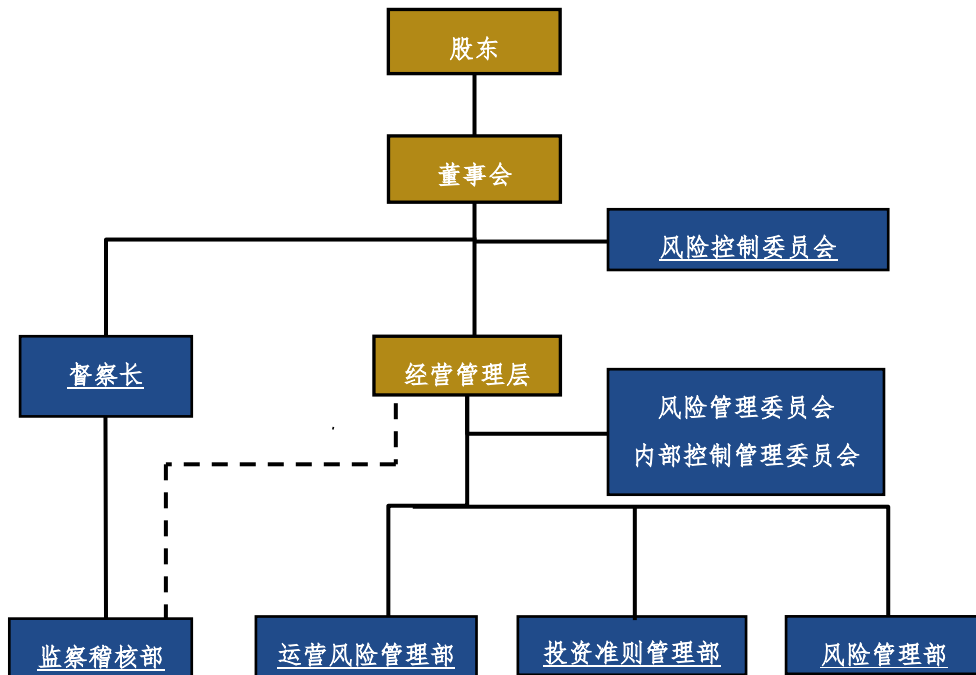 股东
董事会
风险控制委员会
督察长
经营管理层
风险管理委员会
内部控制管理委员会
监察稽核部
运营风险管理部
投资准则管理部
风险管理部